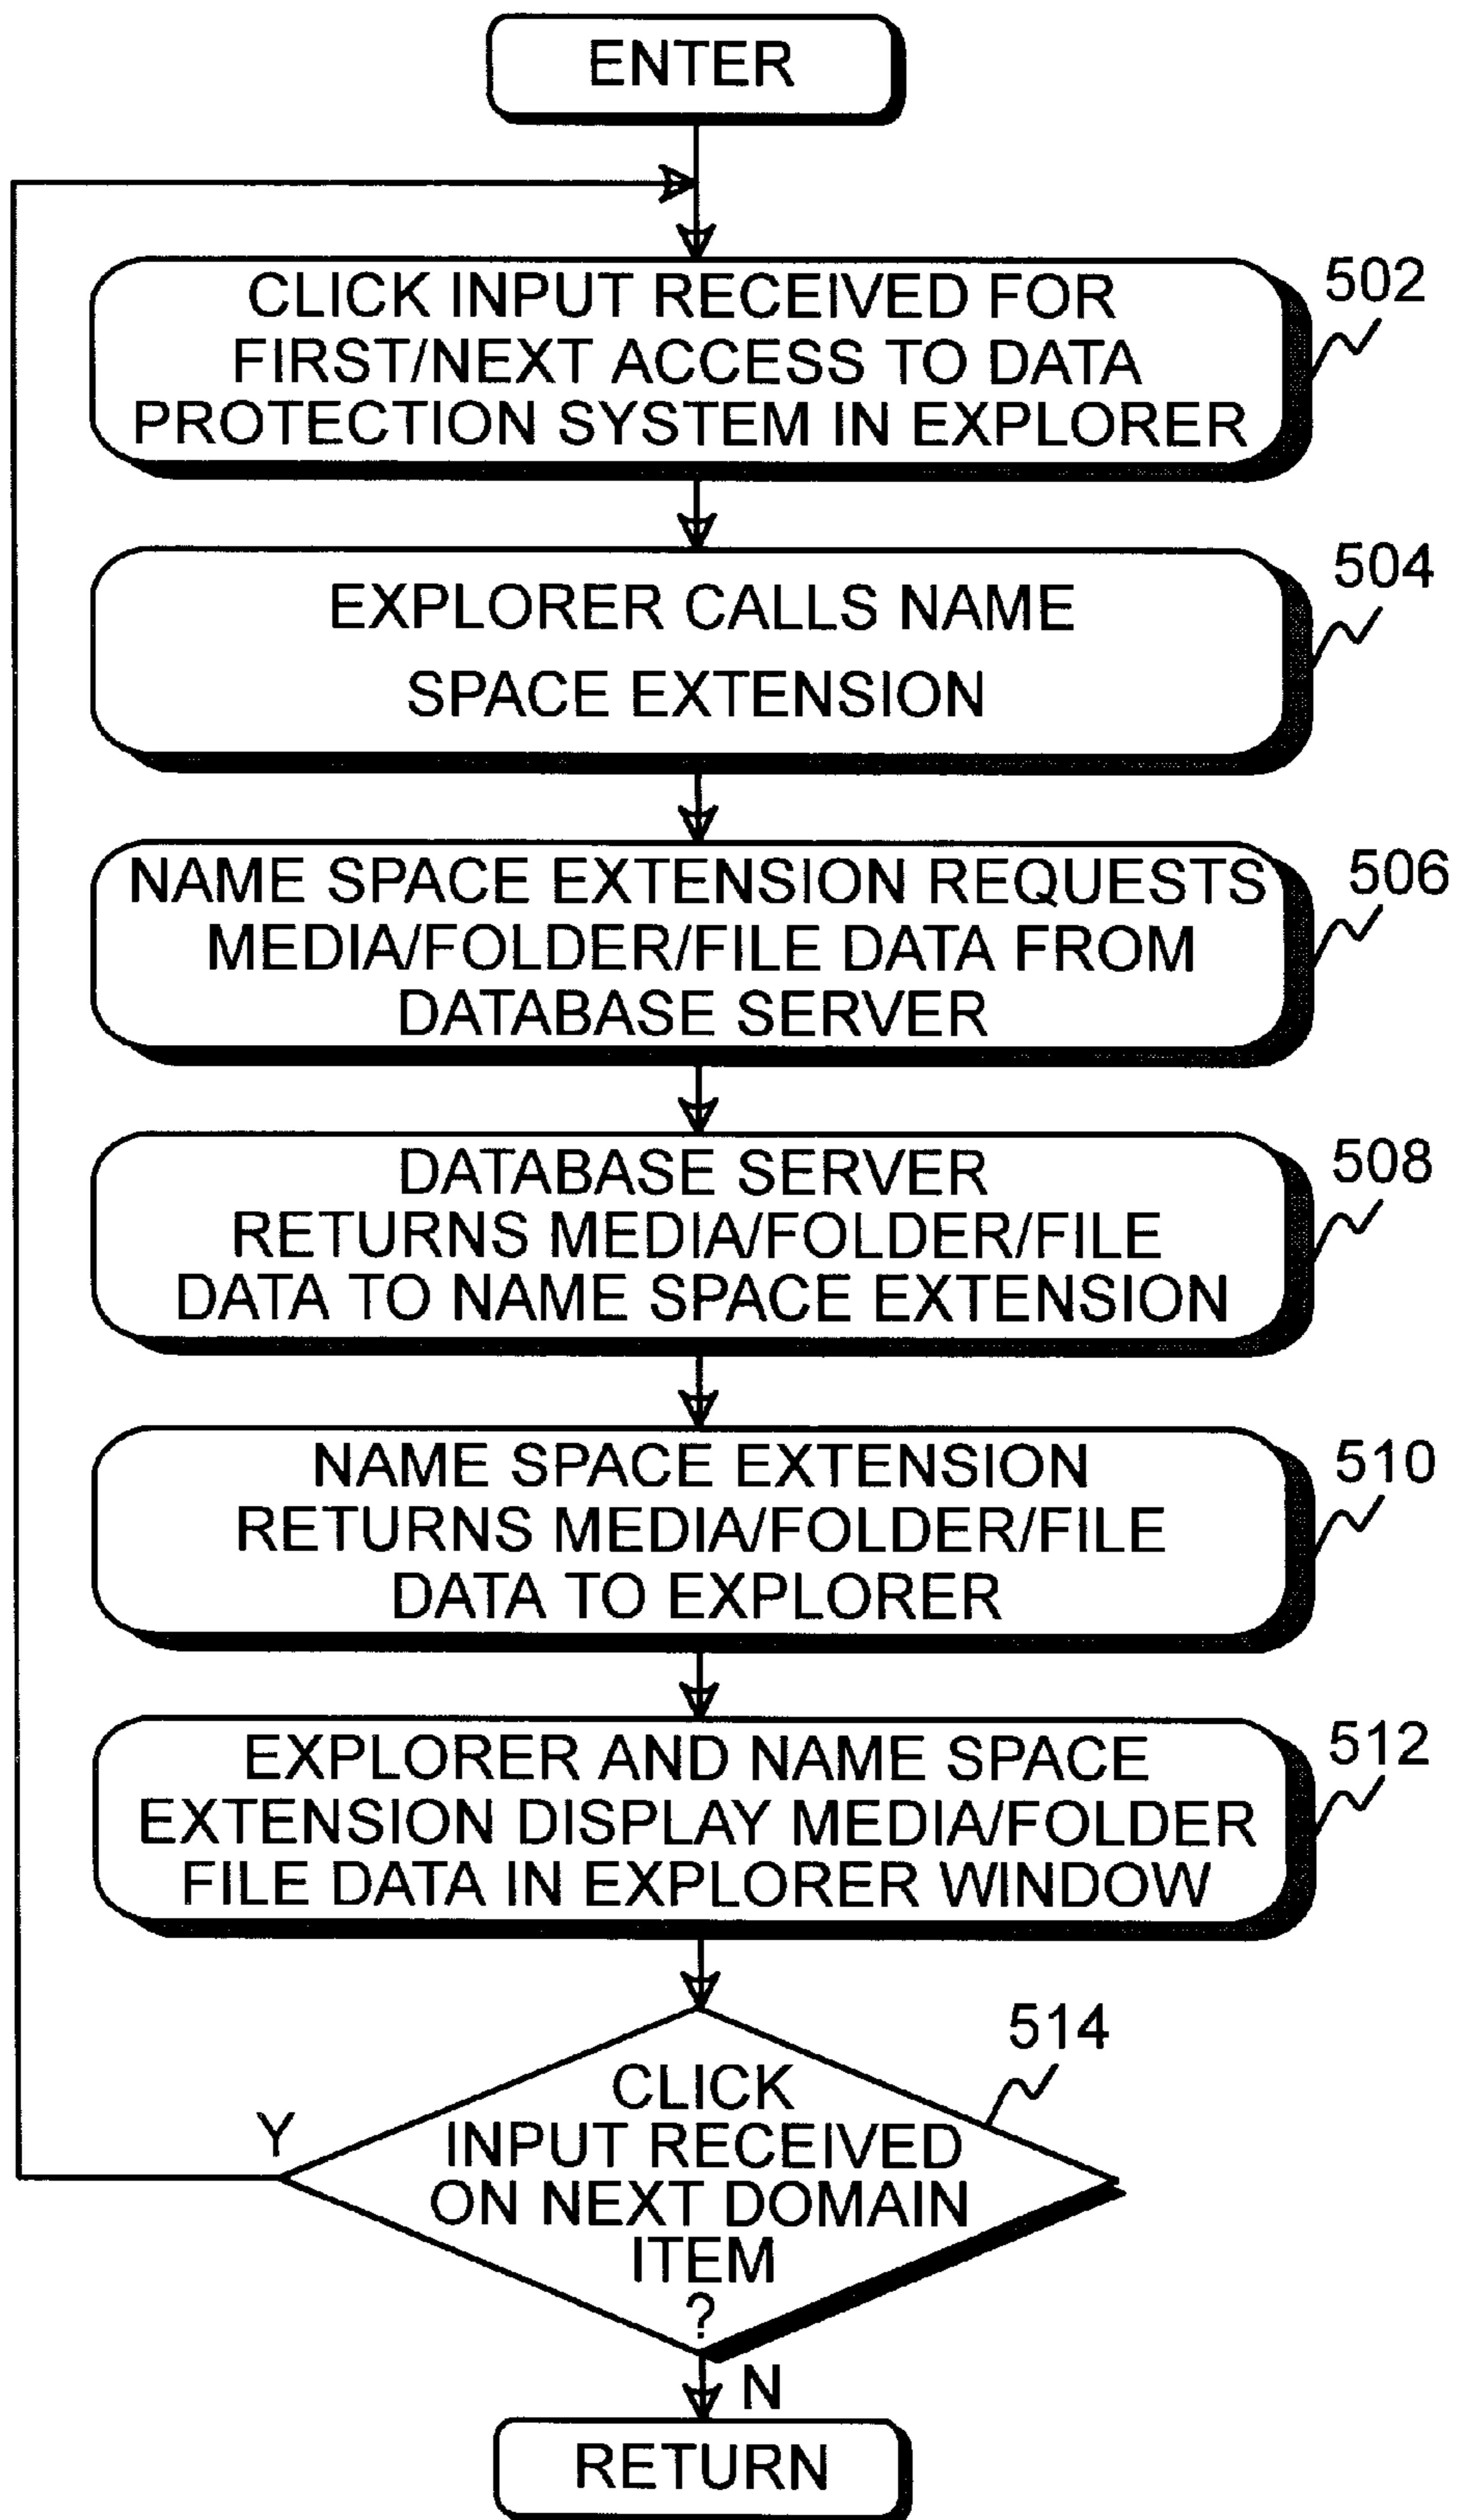 ENTER
CLICK INPUT RECEIVED FOR
FIRST/NEXT ACCESS TO DATA
PROTECTION SYSTEM IN EXPLORER
502
EXPLORER CALLS NAME
SPACE EXTENSION
504
NAME SPACE EXTENSION REQUESTS
MEDIA/FOLDER/FILE DATA FROM
DATABASE SERVER
506
DATABASE SERVER
RETURNS MEDIA/FOLDER/FILE
DATA TO NAME SPACE EXTENSION
508
NAME SPACE EXTENSION
RETURNS MEDIA/FOLDER/FILE
DATA TO EXPLORER
510
EXPLORER AND NAME SPACE
EXTENSION DISPLAY MEDIA/FOLDER
FILE DATA IN EXPLORER WINDOW
512
514
CLICK
INPUT RECEIVED
ON NEXT DOMAIN
ITEM
?
Y
N
RETURN